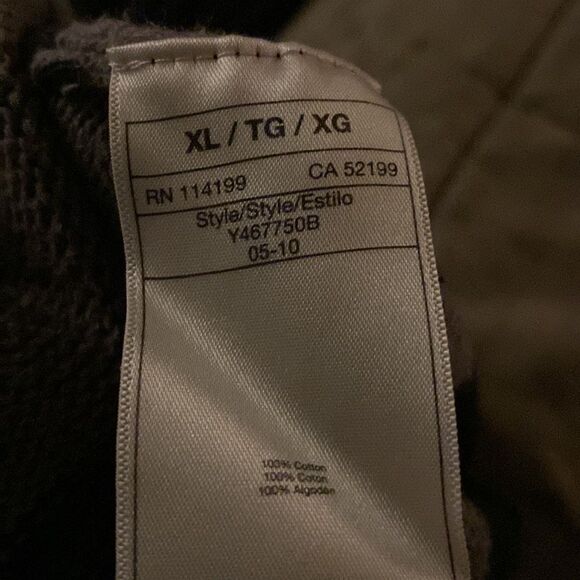 XL / TG / XG
RN 114199 CA 52199
Style/Style/Estilo
Y467750B
05-10
100% Cotton
100% Coton
100% Algodón